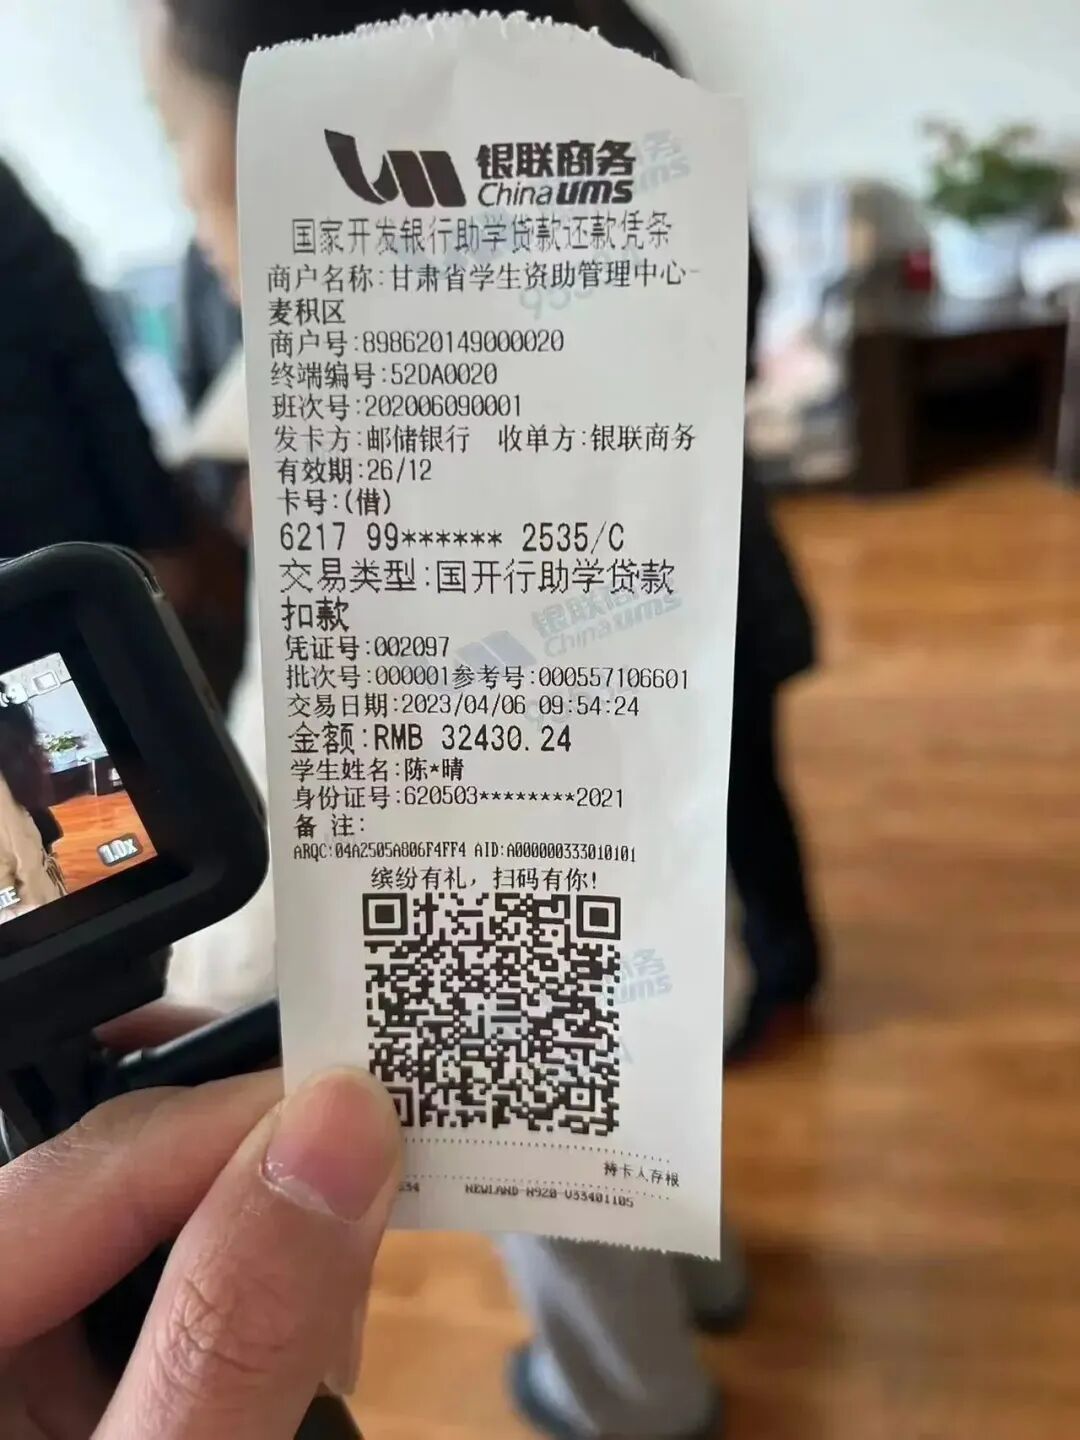 银联商务
China ums
国家开发银行助学贷款还款凭条
商户名称:甘肃省学生资助管理中心-
麦积区
商户号:898620149000020
终端编号:52DA0020
班次号:202006090001
发卡方:邮储银行 收单方:银联商务
有效期:26/12
卡号:(借)
6217 99****** 2535/C
交易类型:国开行助学贷款
扣款
凭证号:002097
批次号:000001参考号:000557106601
交易日期:2023/04/06 09:54:24
金额:RMB 32430.24
学生姓名:陈*晴
身份证号:620503********2021
备 注:
ARQC:04A2505A806F4FF4 AID:A000000333010101
缤纷有礼，扫码有你!
持卡人存根
534 NEWLAND-N920-V33401105
1.0x